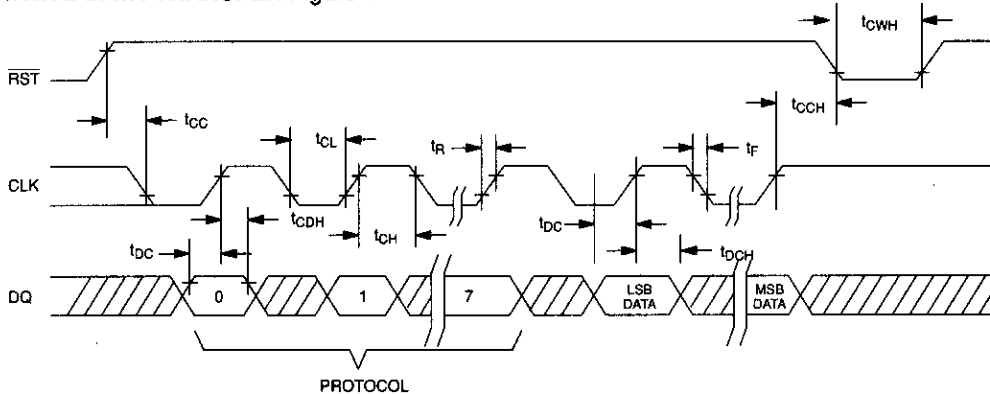 tCWH
RST
tCC
tCCH
tCL
tR
tF
CLK
tDC
tCDH
tCH
tDC
tDCH
DQ
0
1
7
LSB
DATA
MSB
DATA
PROTOCOL